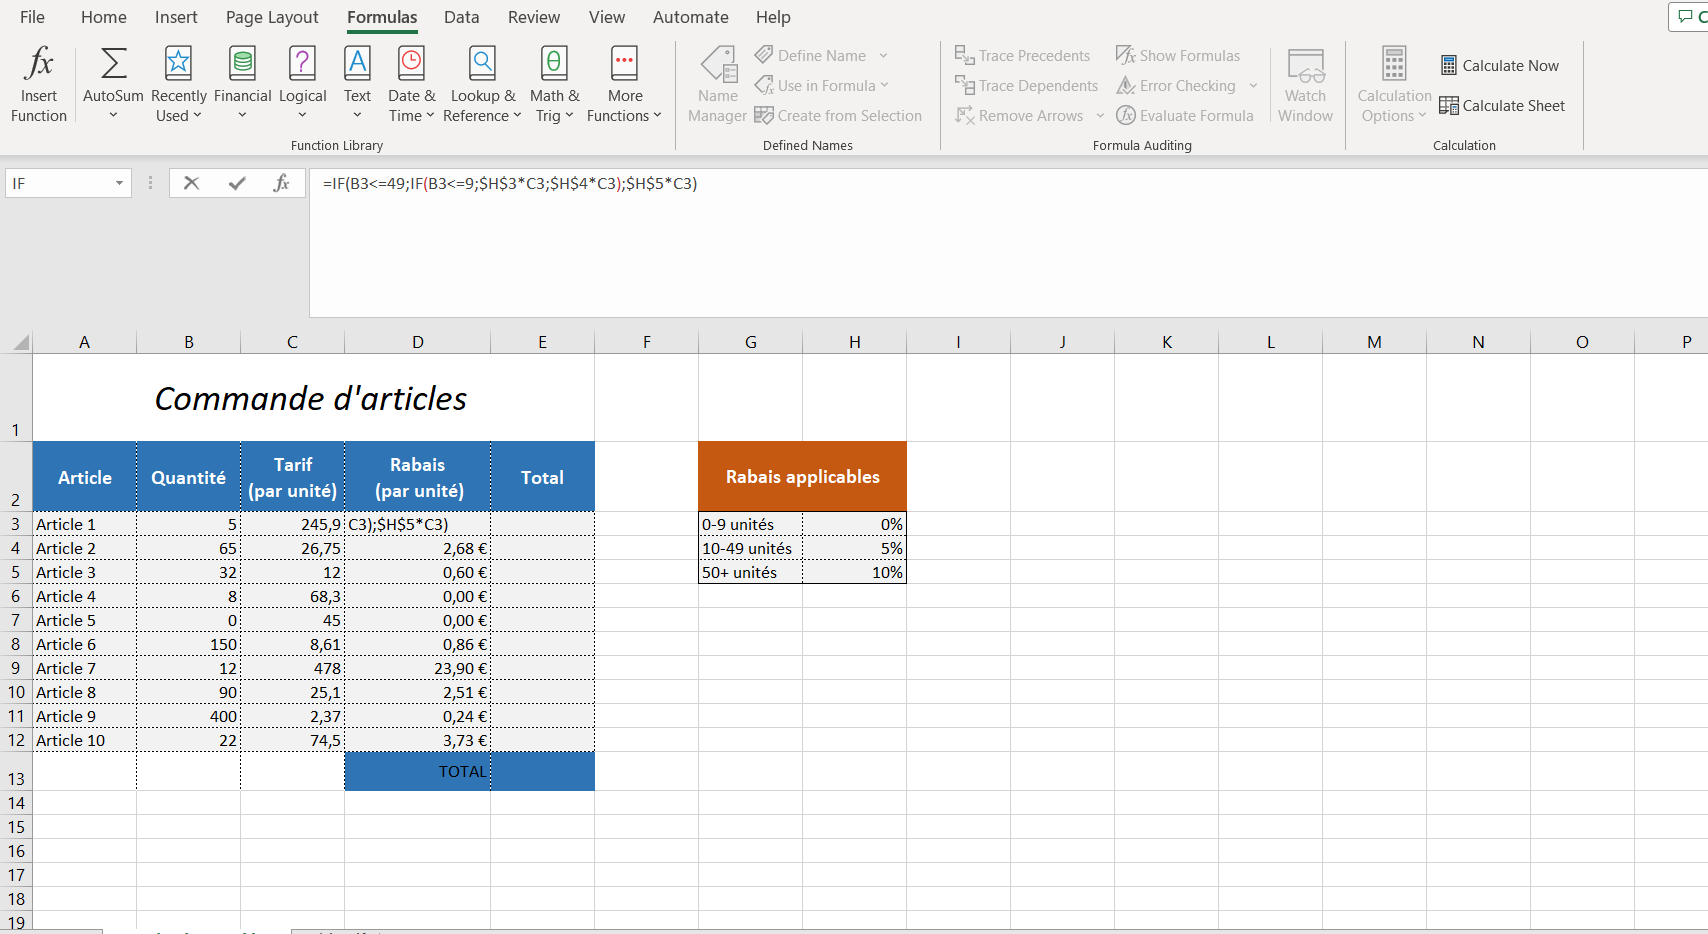 File Home Insert Page Layout Formulas Data Review View Automate Help
Insert Function
AutoSum
Recently Used
Financial
Logical
Text
Date & Time
Lookup & Reference
Math & Trig
More Functions
Function Library
Name Manager
Define Name
Use in Formula
Create from Selection
Defined Names
Trace Precedents
Trace Dependents
Remove Arrows
Show Formulas
Error Checking
Evaluate Formula
Formula Auditing
Watch Window
Calculation Options
Calculate Now
Calculate Sheet
Calculation
IF
=IF(B3<=49;IF(B3<=9;$H$3*C3;$H$4*C3);$H$5*C3)
A B C D E F G H I J K L M N O P
1 Commande d'articles
2 Article Quantité Tarif (par unité) Rabais (par unité) Total Rabais applicables
3 Article 1 5 245,9 C3);$H$5*C3) 0-9 unités 0%
4 Article 2 65 26,75 2,68 € 10-49 unités 5%
5 Article 3 32 12 0,60 € 50+ unités 10%
6 Article 4 8 68,3 0,00 €
7 Article 5 0 45 0,00 €
8 Article 6 150 8,61 0,86 €
9 Article 7 12 478 23,90 €
10 Article 8 90 25,1 2,51 €
11 Article 9 400 2,37 0,24 €
12 Article 10 22 74,5 3,73 €
13 TOTAL
14
15
16
17
18
19